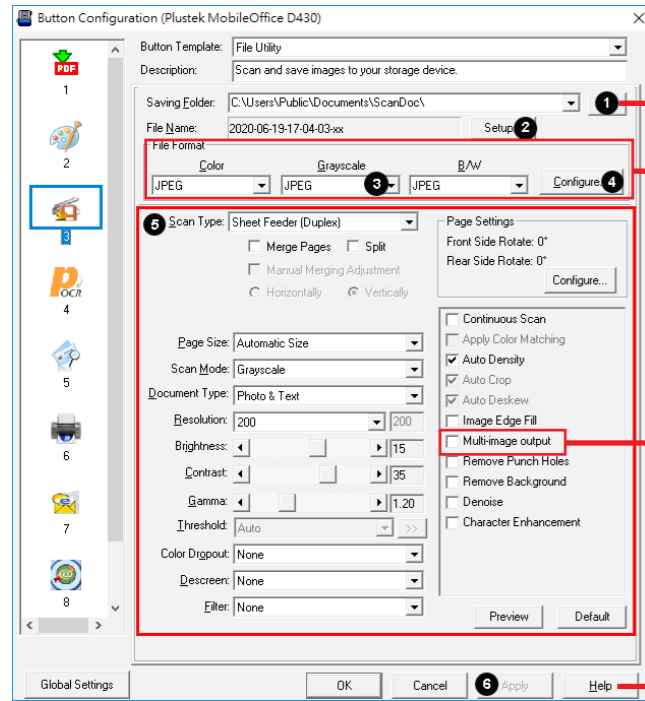 Button Configuration (Plustek MobileOffice D430)
Button Template: File Utility
Description: Scan and save images to your storage device.
Saving Folder: C:\Users\Public\Documents\ScanDoc\ 1
File Name: 2020-06-19-17-04-03-xx Setup 2
File Format
Color Grayscale B/W
JPEG JPEG 3 JPEG Configure. 4
5 Scan Type: Sheet Feeder (Duplex)
Merge Pages Split
Manual Merging Adjustment
Horizontally Vertically
Page Settings
Front Side Rotate: 0°
Rear Side Rotate: 0°
Configure...
Page Size: Automatic Size
Scan Mode: Grayscale
Document Type: Photo & Text
Resolution: 200 200
Brightness: 15
Contrast: 35
Gamma: 1.20
Threshold: Auto >>
Color Dropout: None
Descreen: None
Filter: None
Continuous Scan
Apply Color Matching
Auto Density
Auto Crop
Auto Deskew
Image Edge Fill
Multi-image output
Remove Punch Holes
Remove Background
Denoise
Character Enhancement
Preview Default
PDF
1
2
3
OCR
4
5
6
7
8
Global Settings OK Cancel 6 Apply Help